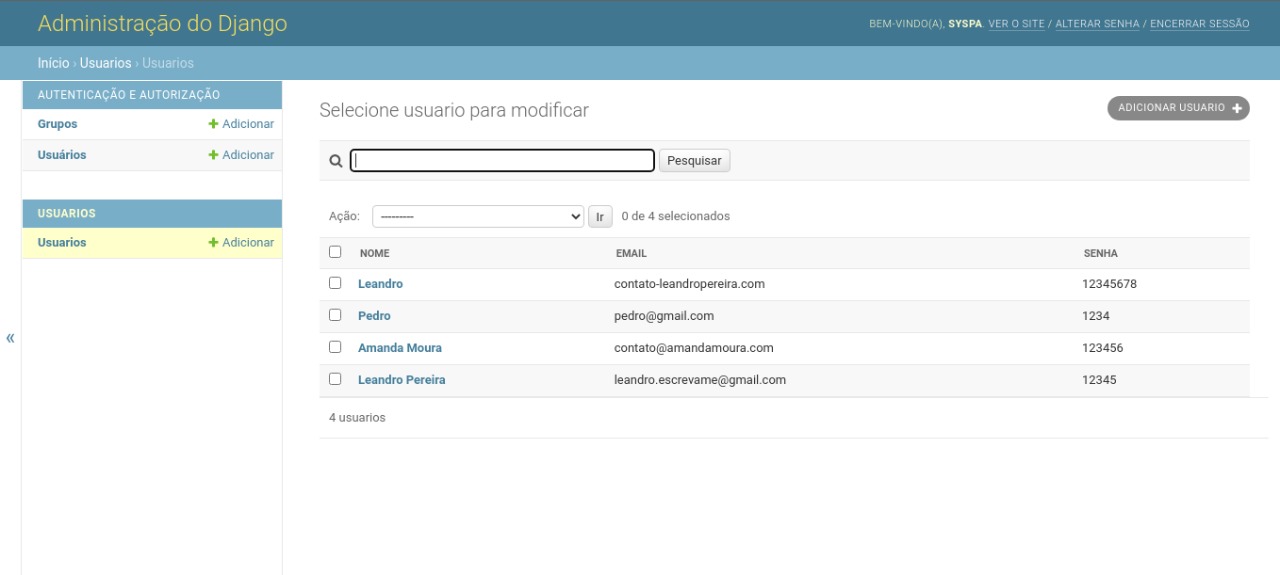 Administração do Django
BEM-VINDO(A), SYSPA. VER O SITE / ALTERAR SENHA / ENCERRAR SESSÃO
Início › Usuarios › Usuarios
AUTENTICAÇÃO E AUTORIZAÇÃO
Grupos + Adicionar
Usuários + Adicionar
USUARIOS
Usuarios + Adicionar
«
Selecione usuario para modificar
ADICIONAR USUARIO +
Pesquisar
Ação: --------- Ir 0 de 4 selecionados
NOME EMAIL SENHA
Leandro contato-leandropereira.com 12345678
Pedro pedro@gmail.com 1234
Amanda Moura contato@amandamoura.com 123456
Leandro Pereira leandro.escrevame@gmail.com 12345
4 usuarios